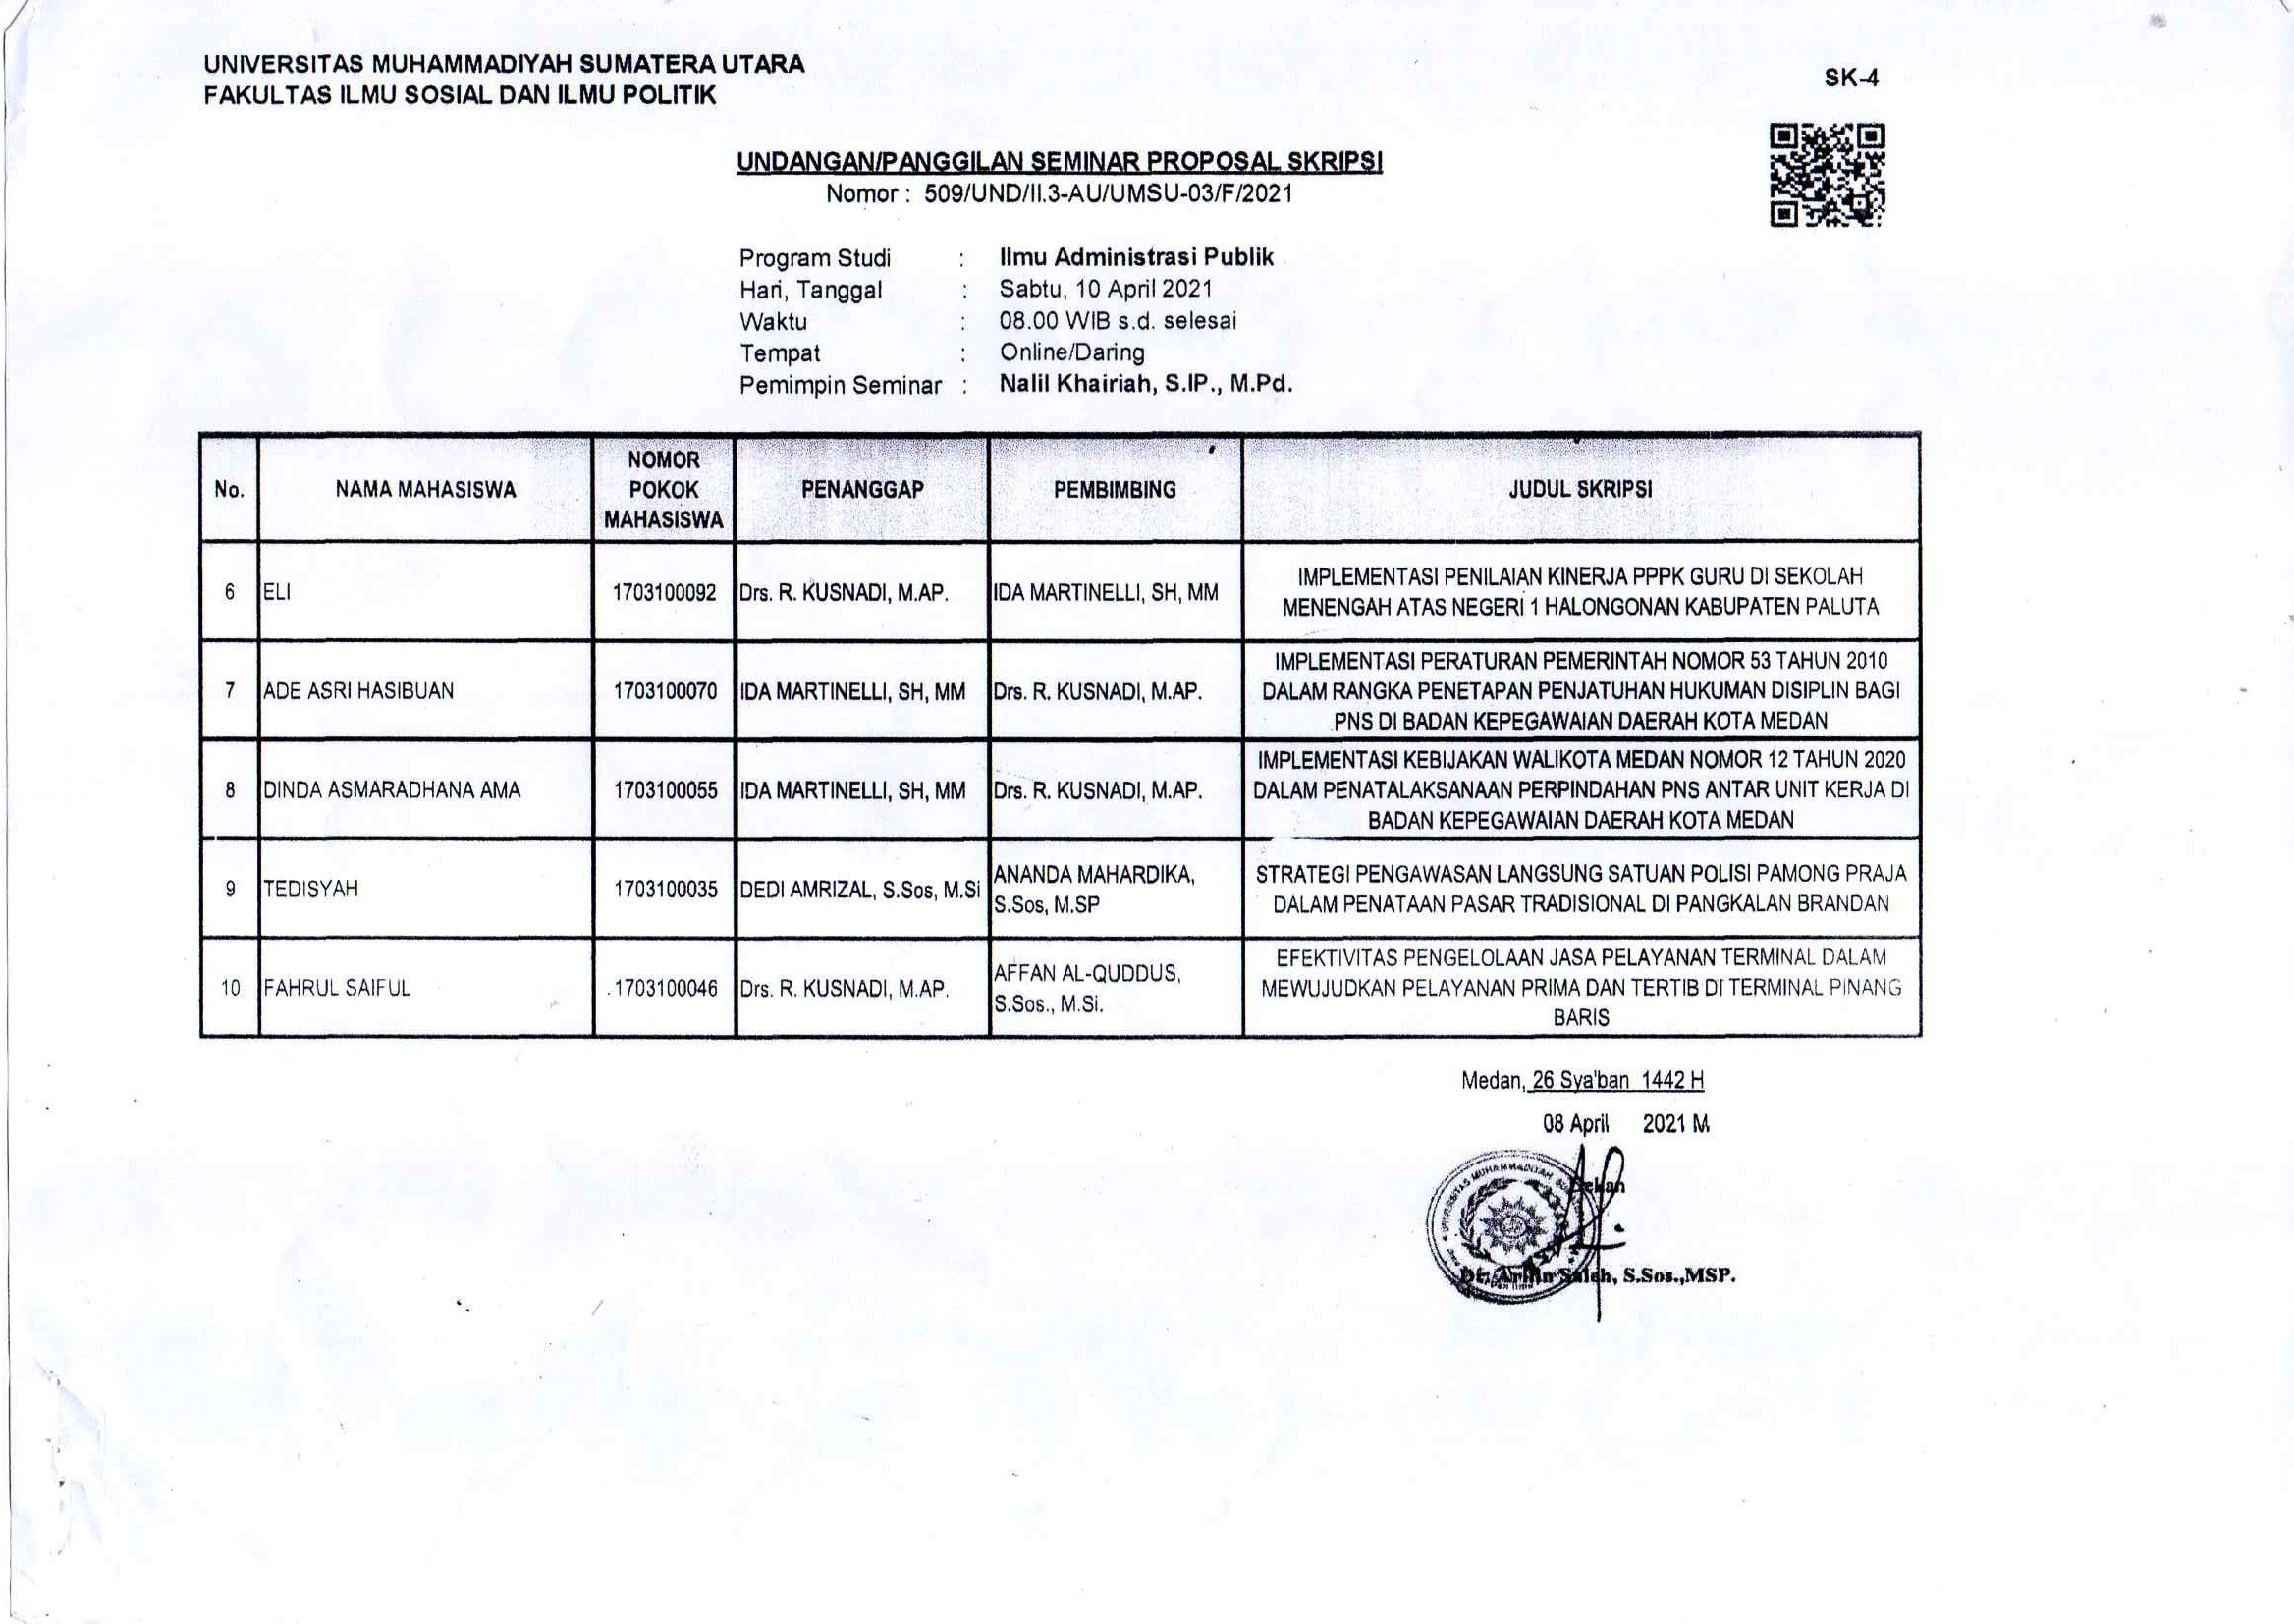 UNIVERSITAS MUHAMMADIYAH SUMATERA UTARA
FAKULTAS ILMU SOSIAL DAN ILMU POLITIK
SK-4
UNDANGAN/PANGGILAN SEMINAR PROPOSAL SKRIPSI
Nomor : 509/UND/II.3-AU/UMSU-03/F/2021
Program Studi : Ilmu Administrasi Publik
Hari, Tanggal : Sabtu, 10 April 2021
Waktu : 08.00 WIB s.d. selesai
Tempat : Online/Daring
Pemimpin Seminar : Nalil Khairiah, S.IP., M.Pd.
No. NAMA MAHASISWA NOMOR POKOK MAHASISWA PENANGGAP PEMBIMBING JUDUL SKRIPSI
6 ELI 1703100092 Drs. R. KUSNADI, M.AP. IDA MARTINELLI, SH, MM IMPLEMENTASI PENILAIAN KINERJA PPPK GURU DI SEKOLAH
MENENGAH ATAS NEGERI 1 HALONGONAN KABUPATEN PALUTA
7 ADE ASRI HASIBUAN 1703100070 IDA MARTINELLI, SH, MM Drs. R. KUSNADI, M.AP. IMPLEMENTASI PERATURAN PEMERINTAH NOMOR 53 TAHUN 2010
DALAM RANGKA PENETAPAN PENJATUHAN HUKUMAN DISIPLIN BAGI
PNS DI BADAN KEPEGAWAIAN DAERAH KOTA MEDAN
8 DINDA ASMARADHANA AMA 1703100055 IDA MARTINELLI, SH, MM Drs. R. KUSNADI, M.AP. IMPLEMENTASI KEBIJAKAN WALIKOTA MEDAN NOMOR 12 TAHUN 2020
DALAM PENATALAKSANAAN PERPINDAHAN PNS ANTAR UNIT KERJA DI
BADAN KEPEGAWAIAN DAERAH KOTA MEDAN
9 TEDISYAH 1703100035 DEDI AMRIZAL, S.Sos, M.Si ANANDA MAHARDIKA, S.Sos, M.SP STRATEGI PENGAWASAN LANGSUNG SATUAN POLISI PAMONG PRAJA
DALAM PENATAAN PASAR TRADISIONAL DI PANGKALAN BRANDAN
10 FAHRUL SAIFUL 1703100046 Drs. R. KUSNADI, M.AP. AFFAN AL-QUDDUS, S.Sos., M.Si. EFEKTIVITAS PENGELOLAAN JASA PELAYANAN TERMINAL DALAM
MEWUJUDKAN PELAYANAN PRIMA DAN TERTIB DI TERMINAL PINANG
BARIS
Medan, 26 Sya'ban 1442 H
08 April 2021 M
Dekan
Dr. Arifin Saleh, S.Sos.,MSP.